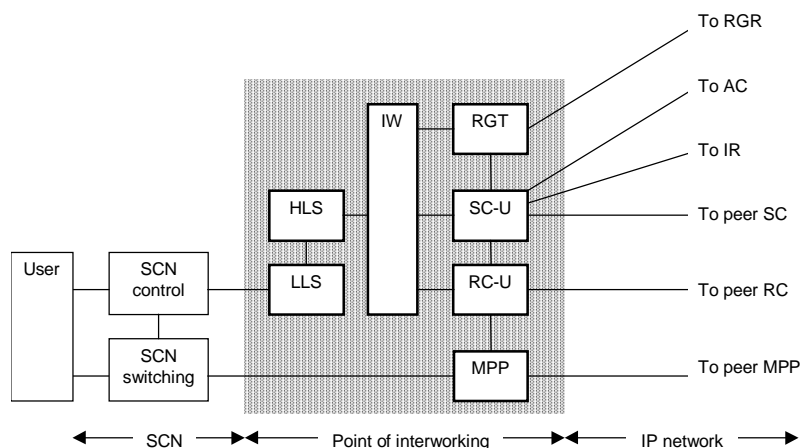 To RGR
To AC
IW
RGT
To IR
HLS
SC-U
To peer SC
User
SCN
control
LLS
RC-U
To peer RC
SCN
switching
MPP
To peer MPP
SCN
Point of interworking
IP network